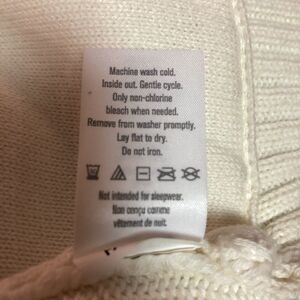 Machine wash cold.
Inside out. Gentle cycle.
Only non-chlorine
bleach when needed.
Remove from washer promptly.
Lay flat to dry.
Do not iron.
Not intended for sleepwear.
Non conçu comme
vêtement de nuit.